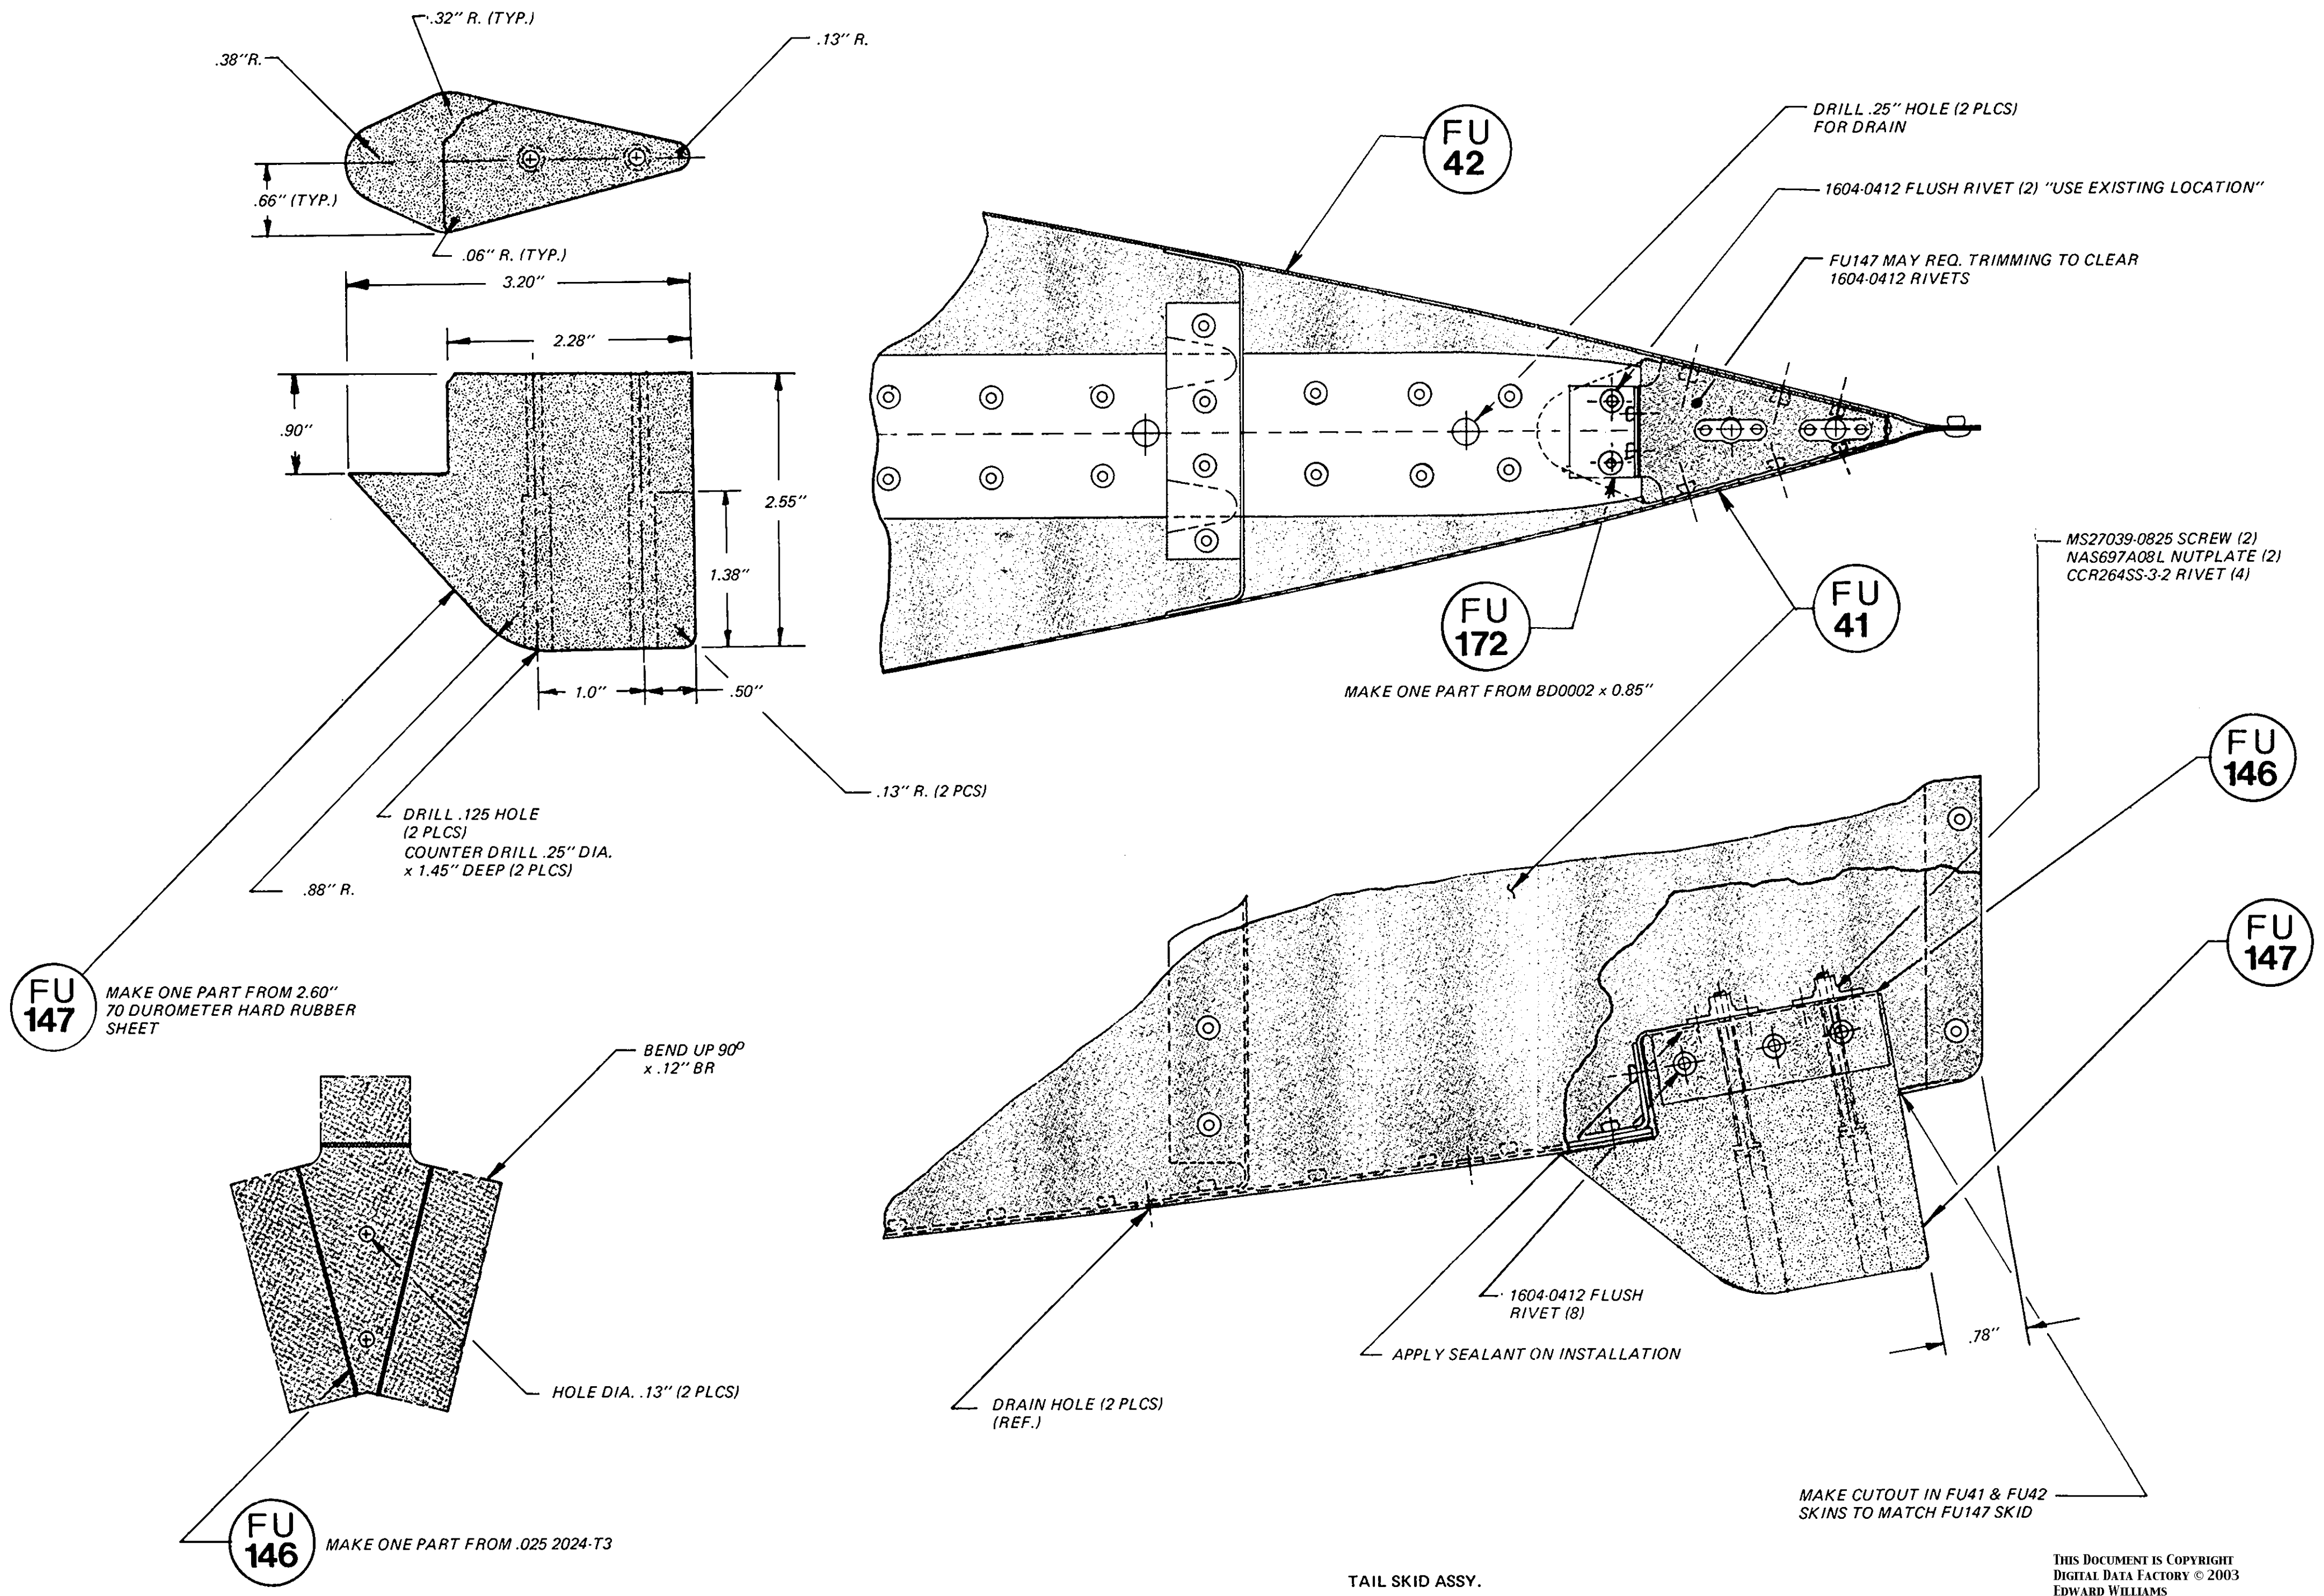 .32" R. (TYP.)
.38"R.
.13" R.
.66" (TYP.)
.06" R. (TYP.)
3.20"
2.28"
.90"
2.55"
1.38"
1.0"
.50"
.13" R. (2 PCS)
DRILL .125 HOLE
(2 PLCS)
COUNTER DRILL .25" DIA.
x 1.45" DEEP (2 PLCS)
.88" R.
FU
147
MAKE ONE PART FROM 2.60"
70 DUROMETER HARD RUBBER
SHEET
BEND UP 90º
x .12" BR
HOLE DIA. .13" (2 PLCS)
FU
146
MAKE ONE PART FROM .025 2024-T3
FU
42
DRILL .25" HOLE (2 PLCS)
FOR DRAIN
1604-0412 FLUSH RIVET (2) "USE EXISTING LOCATION"
FU147 MAY REQ. TRIMMING TO CLEAR
1604-0412 RIVETS
FU
172
MAKE ONE PART FROM BD0002 x 0.85"
FU
41
MS27039-0825 SCREW (2)
NAS697A08L NUTPLATE (2)
CCR264SS-3-2 RIVET (4)
FU
146
FU
147
1604-0412 FLUSH
RIVET (8)
APPLY SEALANT ON INSTALLATION
DRAIN HOLE (2 PLCS)
(REF.)
.78"
MAKE CUTOUT IN FU41 & FU42
SKINS TO MATCH FU147 SKID
TAIL SKID ASSY.
THIS DOCUMENT IS COPYRIGHT
DIGITAL DATA FACTORY © 2003
EDWARD WILLIAMS